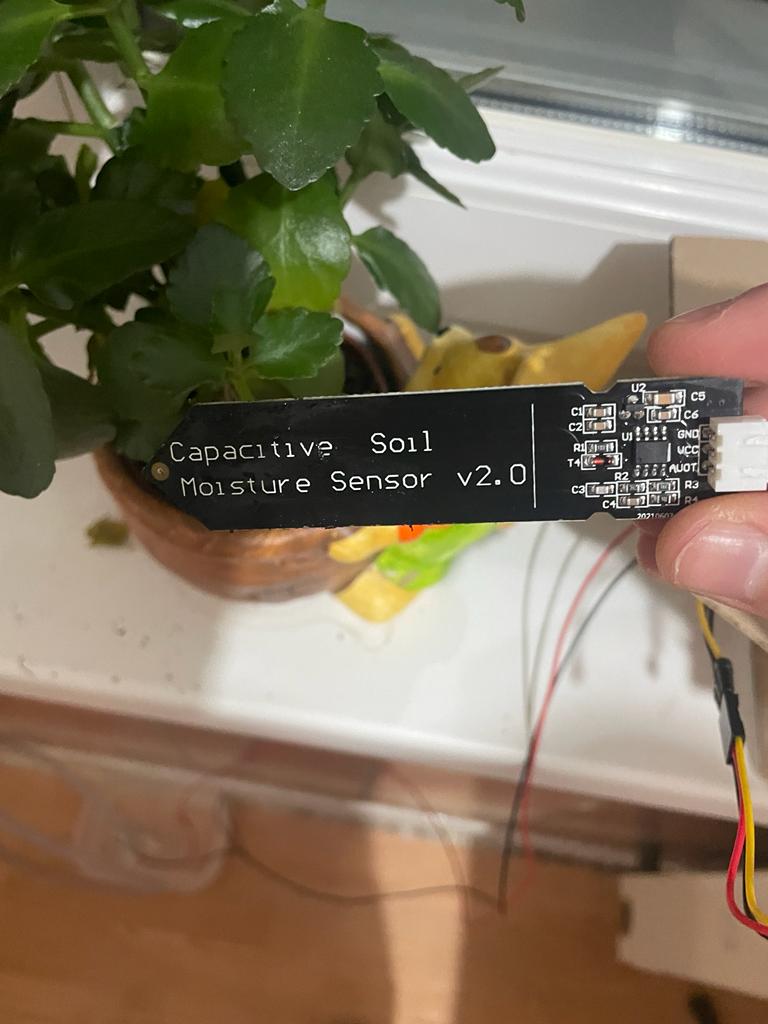 Capacitive Soil
Moisture Sensor v2.0
U2
C5
C1
C6
C2
U1
GND
R1
VCC
T4
AUOT
R2
C3
R3
C4
R4